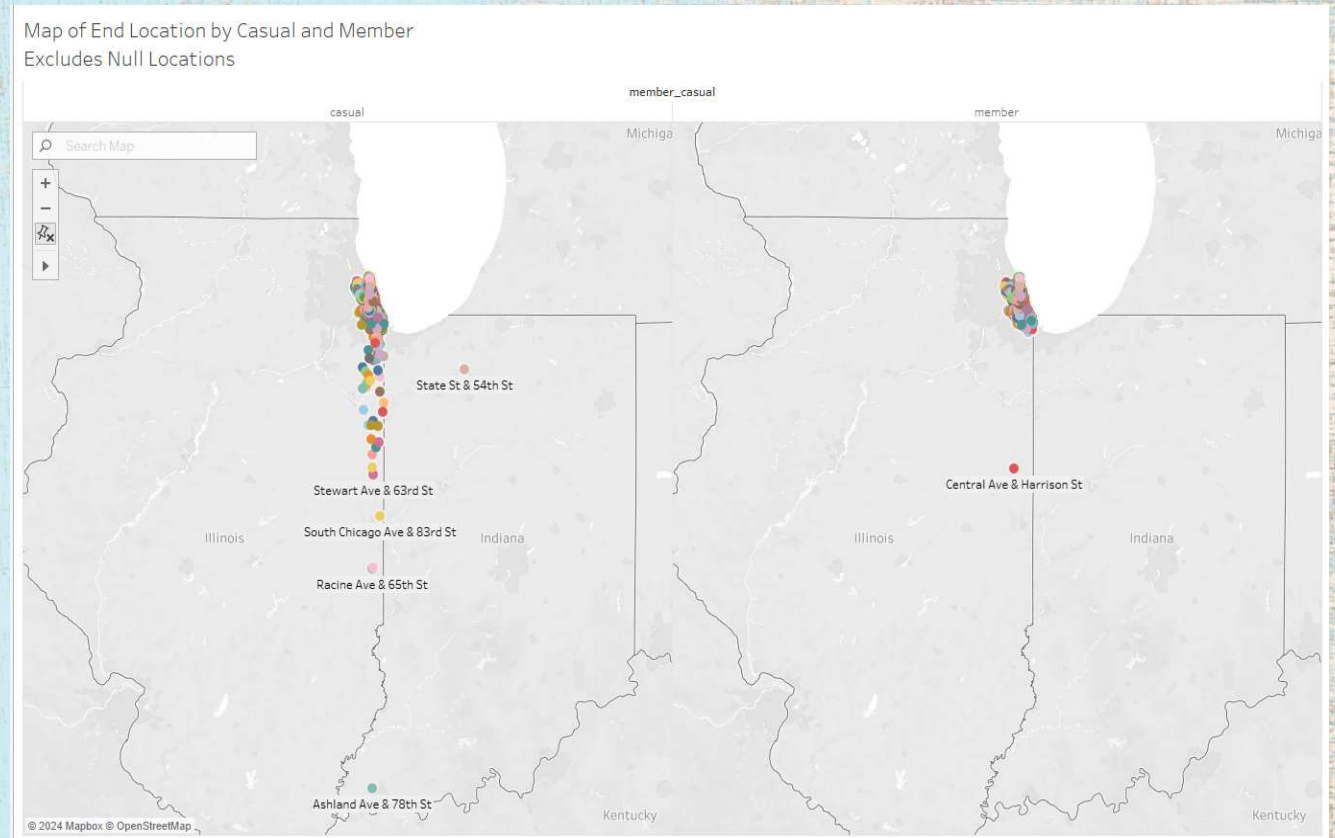 Map of End Location by Casual and Member
Excludes Null Locations
member_casual
casual
member
Search Map
Michiga
Michiga
State St & 54th St
Stewart Ave & 63rd St
Central Ave & Harrison St
South Chicago Ave & 83rd St
Illinois
Indiana
Illinois
Indiana
Racine Ave & 65th St
Ashland Ave & 78th St
Kentucky
Kentucky
© 2024 Mapbox © OpenStreetMap